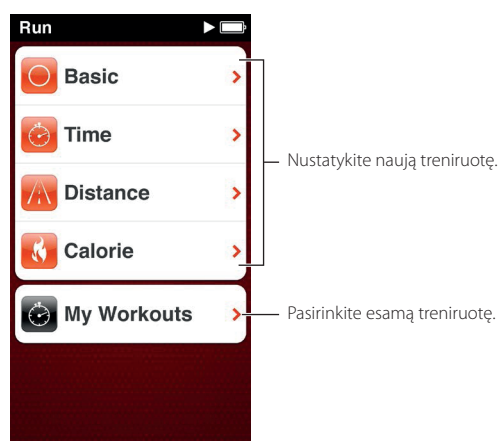 Run
Basic
Time
Distance
Calorie
My Workouts
Nustatykite naują treniruotę.
Pasirinkite esamą treniruotę.